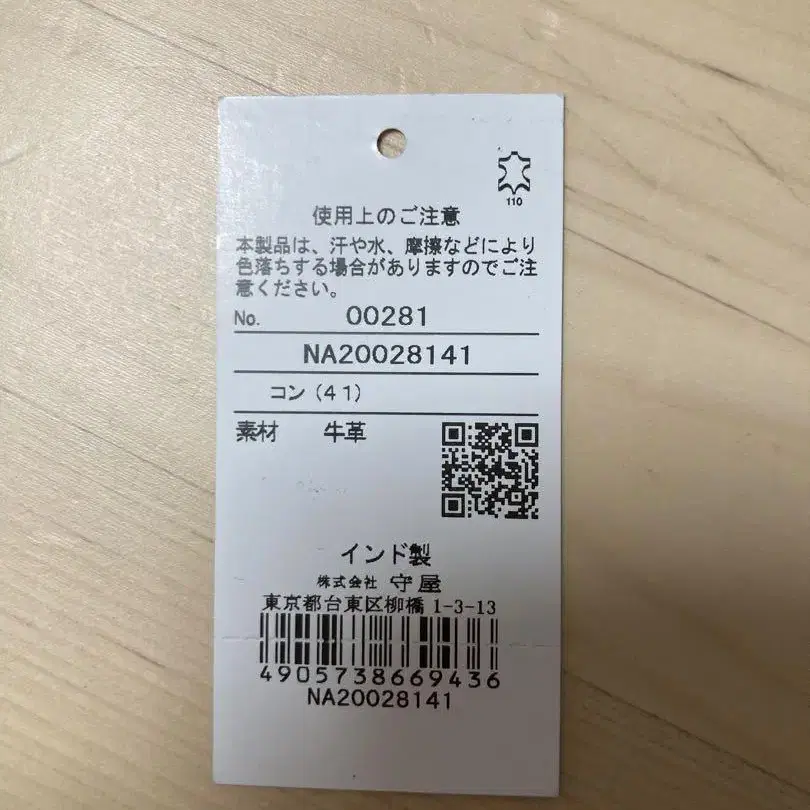 110
使用上のご注意
本製品は、汗や水、摩擦などにより
色落ちする場合がありますのでご注
意ください。
No. 00281
NA20028141
コン(41)
素材 牛革
インド製
株式会社 守屋
東京都台東区柳橋 1-3-13
4905738669436
NA20028141